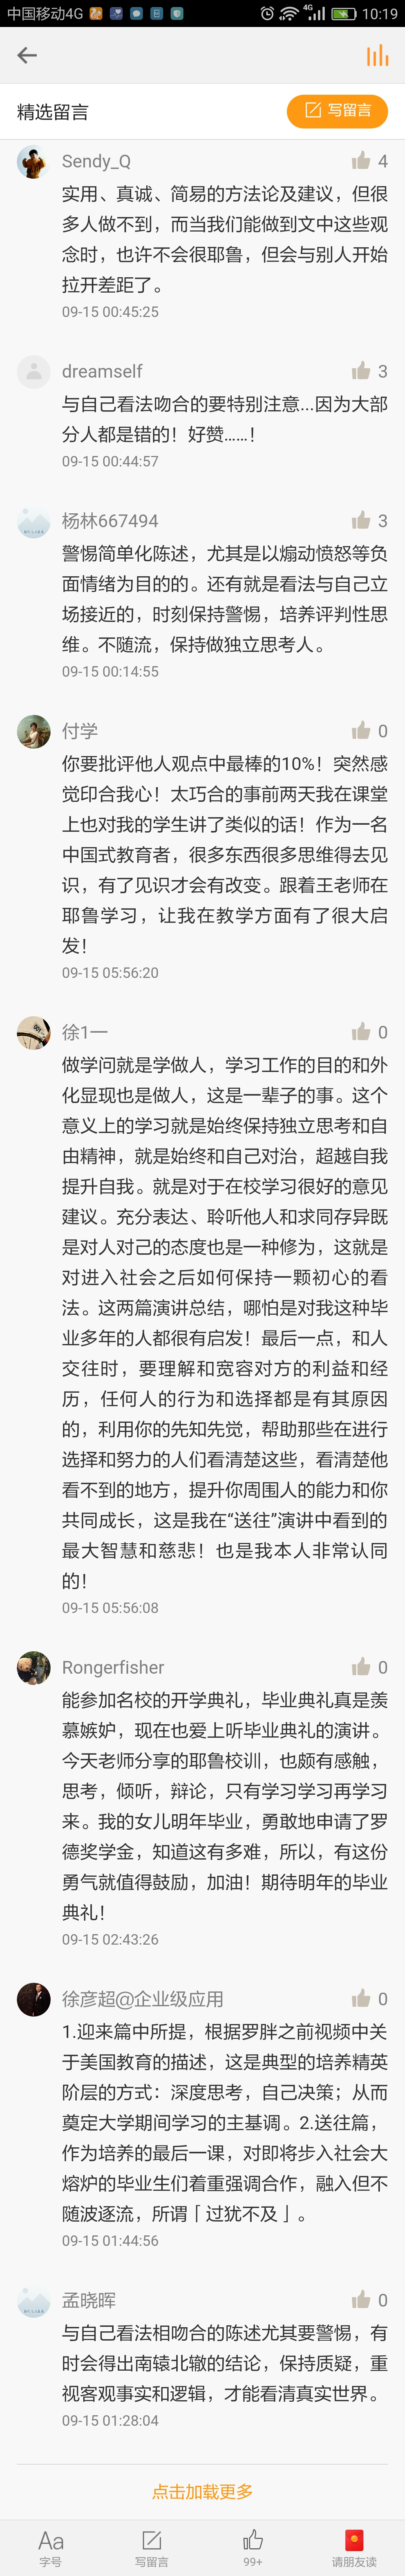 中国移动4G
4G
10:19
精选留言
写留言
Sendy_Q
4
实用、真诚、简易的方法论及建议，但很
多人做不到，而当我们能做到文中这些观
念时，也许不会很耶鲁，但会与别人开始
拉开差距了。
09-15 00:45:25
dreamself
3
与自己看法吻合的要特别注意...因为大部
分人都是错的！好赞......！
09-15 00:44:57
杨林667494
3
警惕简单化陈述，尤其是以煽动愤怒等负
面情绪为目的的。还有就是看法与自己立
场接近的，时刻保持警惕，培养评判性思
维。不随流，保持做独立思考人。
09-15 00:14:55
付学
0
你要批评他人观点中最棒的10%！突然感
觉印合我心！太巧合的事前两天我在课堂
上也对我的学生讲了类似的话！作为一名
中国式教育者，很多东西很多思维得去见
识，有了见识才会有改变。跟着王老师在
耶鲁学习，让我在教学方面有了很大启
发！
09-15 05:56:20
徐1一
0
做学问就是学做人，学习工作的目的和外
化显现也是做人，这是一辈子的事。这个
意义上的学习就是始终保持独立思考和自
由精神，就是始终和自己对治，超越自我
提升自我。就是对于在校学习很好的意见
建议。充分表达、聆听他人和求同存异既
是对人对己的态度也是一种修为，这就是
对进入社会之后如何保持一颗初心的看
法。这两篇演讲总结，哪怕是对我这种毕
业多年的人都很有启发！最后一点，和人
交往时，要理解和宽容对方的利益和经
历，任何人的行为和选择都是有其原因
的，利用你的先知先觉，帮助那些在进行
选择和努力的人们看清楚这些，看清楚他
看不到的地方，提升你周围人的能力和你
共同成长，这是我在“送往”演讲中看到的
最大智慧和慈悲！也是我本人非常认同
的！
09-15 05:56:08
Rongerfisher
0
能参加名校的开学典礼，毕业典礼真是羡
慕嫉妒，现在也爱上听毕业典礼的演讲。
今天老师分享的耶鲁校训，也颇有感触，
思考，倾听，辩论，只有学习学习再学习
来。我的女儿明年毕业，勇敢地申请了罗
德奖学金，知道这有多难，所以，有这份
勇气就值得鼓励，加油！期待明年的毕业
典礼！
09-15 02:43:26
徐彦超@企业级应用
0
1.迎来篇中所提，根据罗胖之前视频中关
于美国教育的描述，这是典型的培养精英
阶层的方式：深度思考，自己决策；从而
奠定大学期间学习的主基调。2.送往篇，
作为培养的最后一课，对即将步入社会大
熔炉的毕业生们着重强调合作，融入但不
随波逐流，所谓「过犹不及」。
09-15 01:44:56
孟晓晖
0
与自己看法相吻合的陈述尤其要警惕，有
时会得出南辕北辙的结论，保持质疑，重
视客观事实和逻辑，才能看清真实世界。
09-15 01:28:04
点击加载更多
Aa
字号
写留言
99+
请朋友读